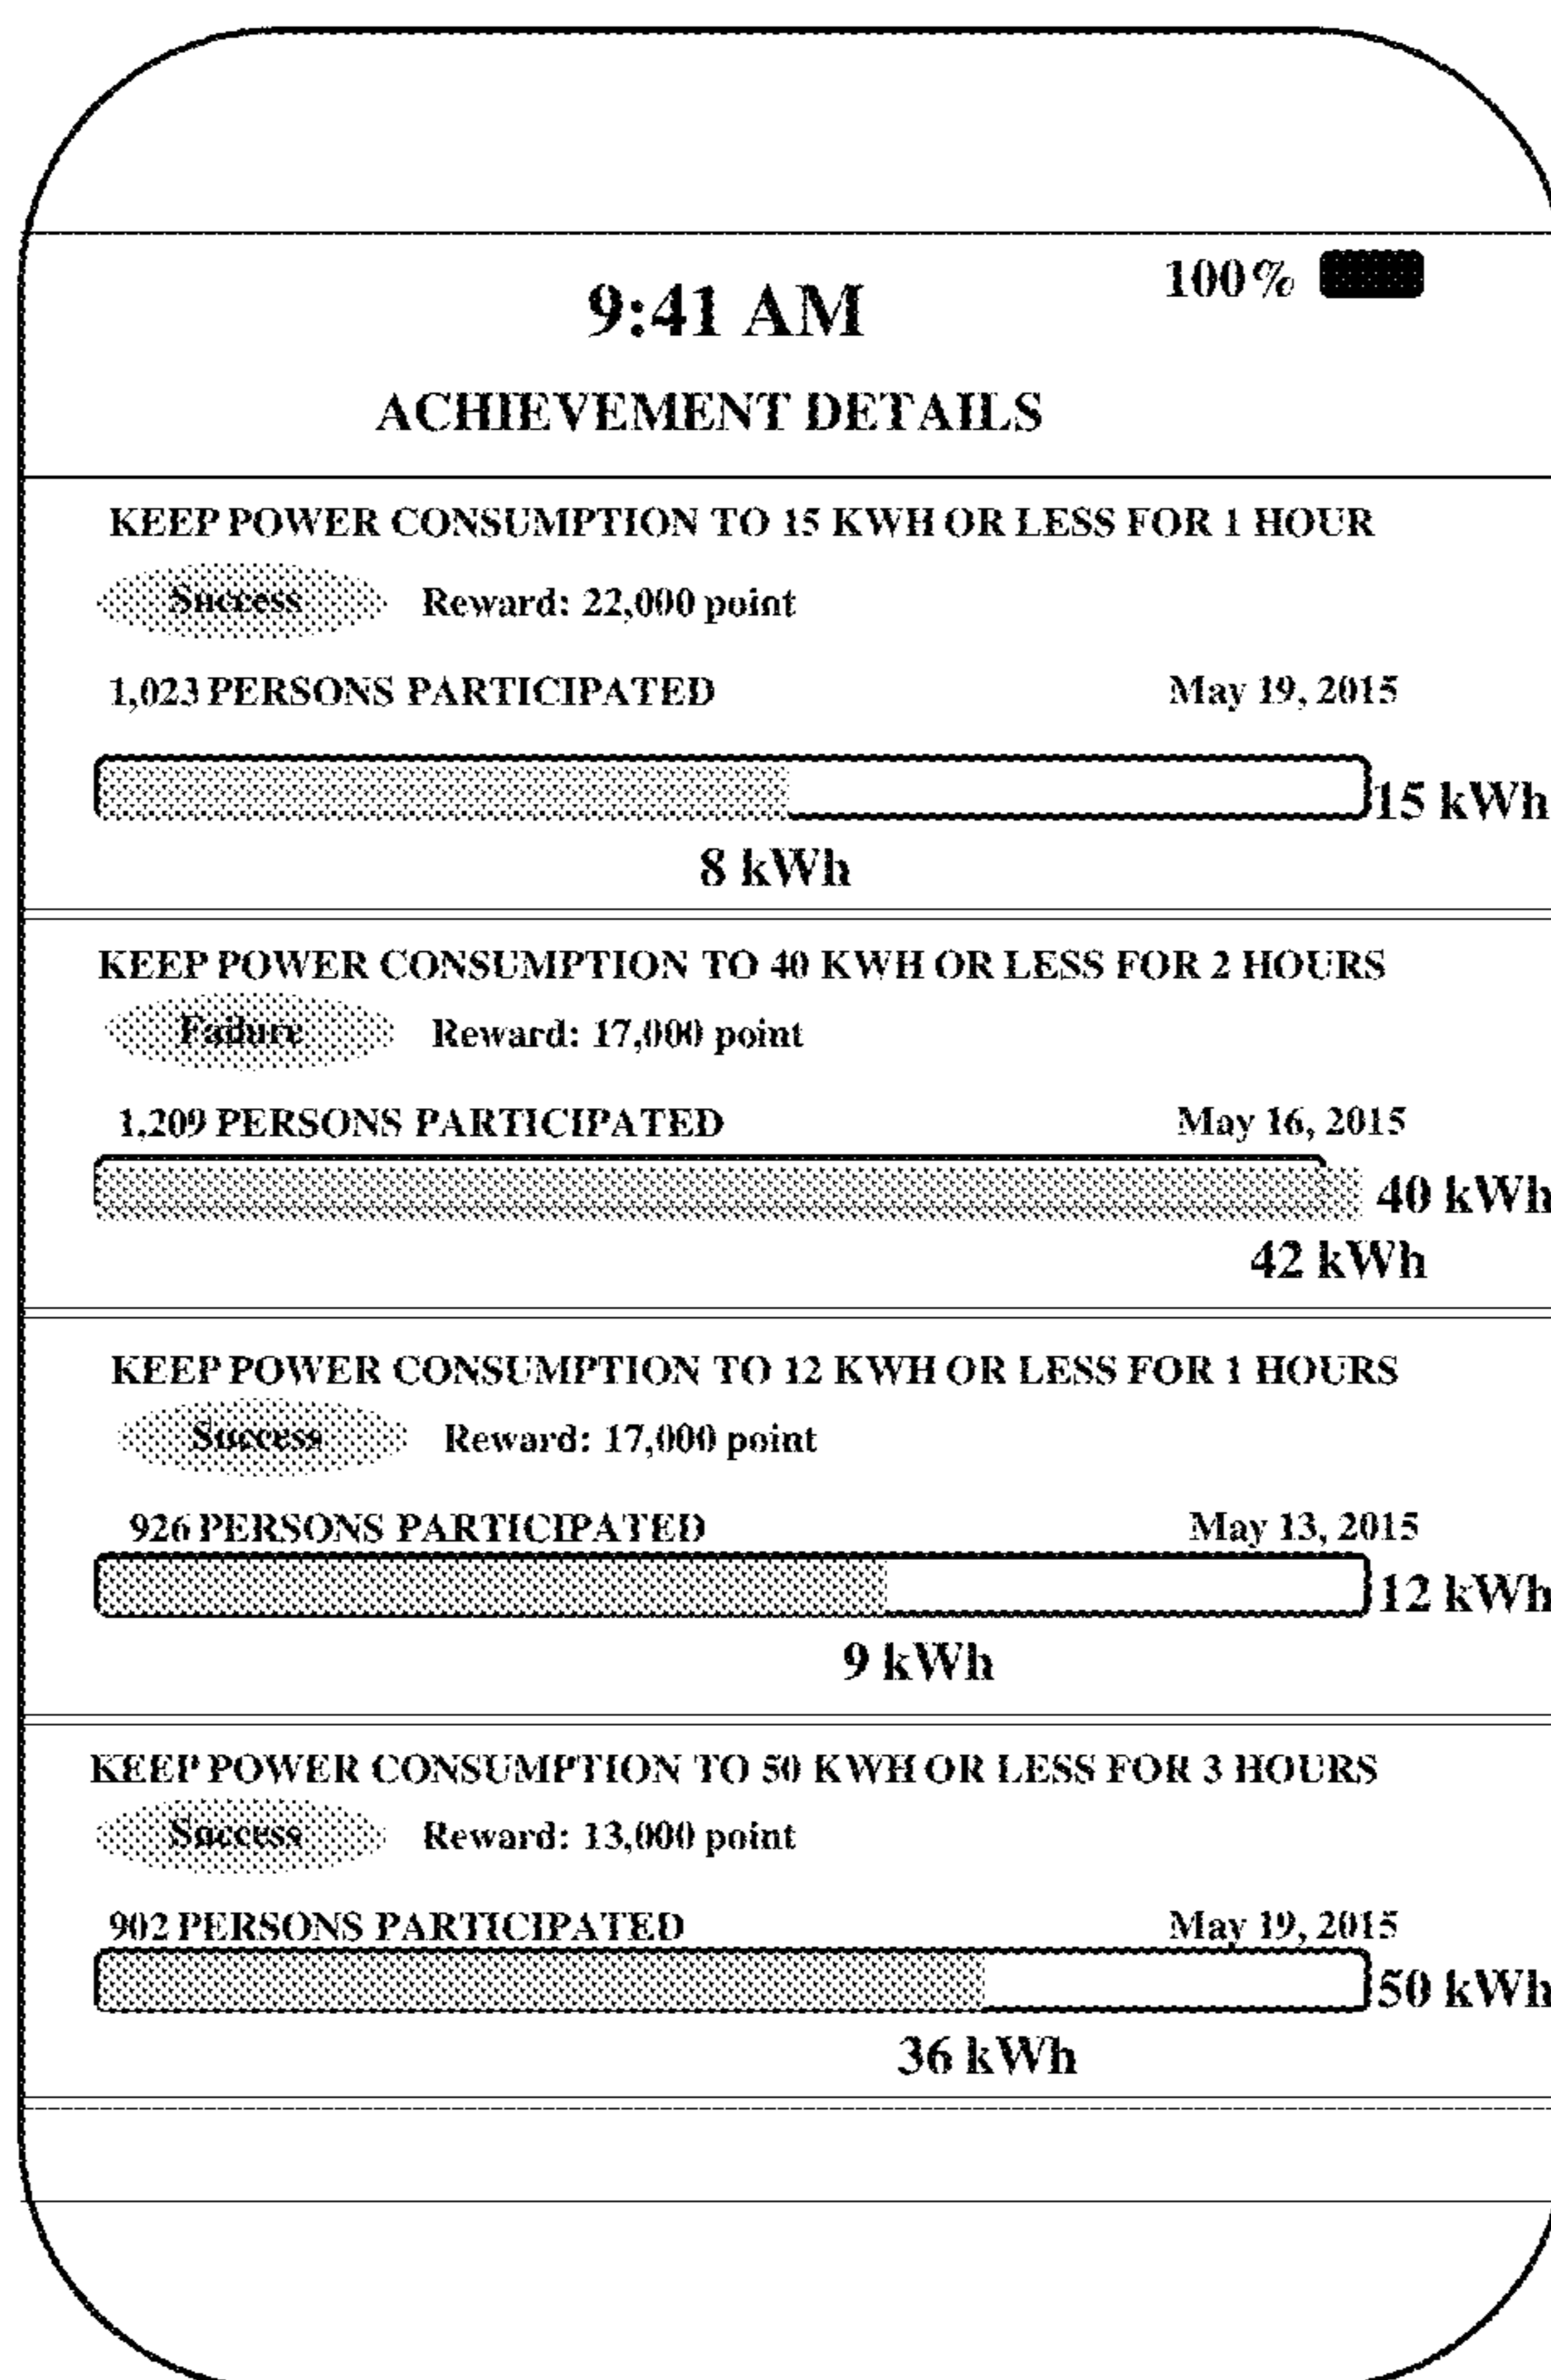 100%
9:41 AM
ACHIEVEMENT DETAILS
KEEP POWER CONSUMPTION TO 15 KWH OR LESS FOR 1 HOUR
Success Reward: 22,000 point
1,023 PERSONS PARTICIPATED May 19, 2015
15 kWh
8 kWh
KEEP POWER CONSUMPTION TO 40 KWH OR LESS FOR 2 HOURS
Failure Reward: 17,000 point
1,209 PERSONS PARTICIPATED May 16, 2015
40 kWh
42 kWh
KEEP POWER CONSUMPTION TO 12 KWH OR LESS FOR 1 HOURS
Success Reward: 17,000 point
926 PERSONS PARTICIPATED May 13, 2015
12 kWh
9 kWh
KEEP POWER CONSUMPTION TO 50 KWH OR LESS FOR 3 HOURS
Success Reward: 13,000 point
902 PERSONS PARTICIPATED May 19, 2015
50 kWh
36 kWh